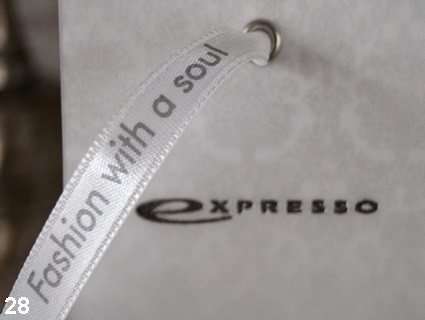 Fashion with a soul
eXPRESSO
28